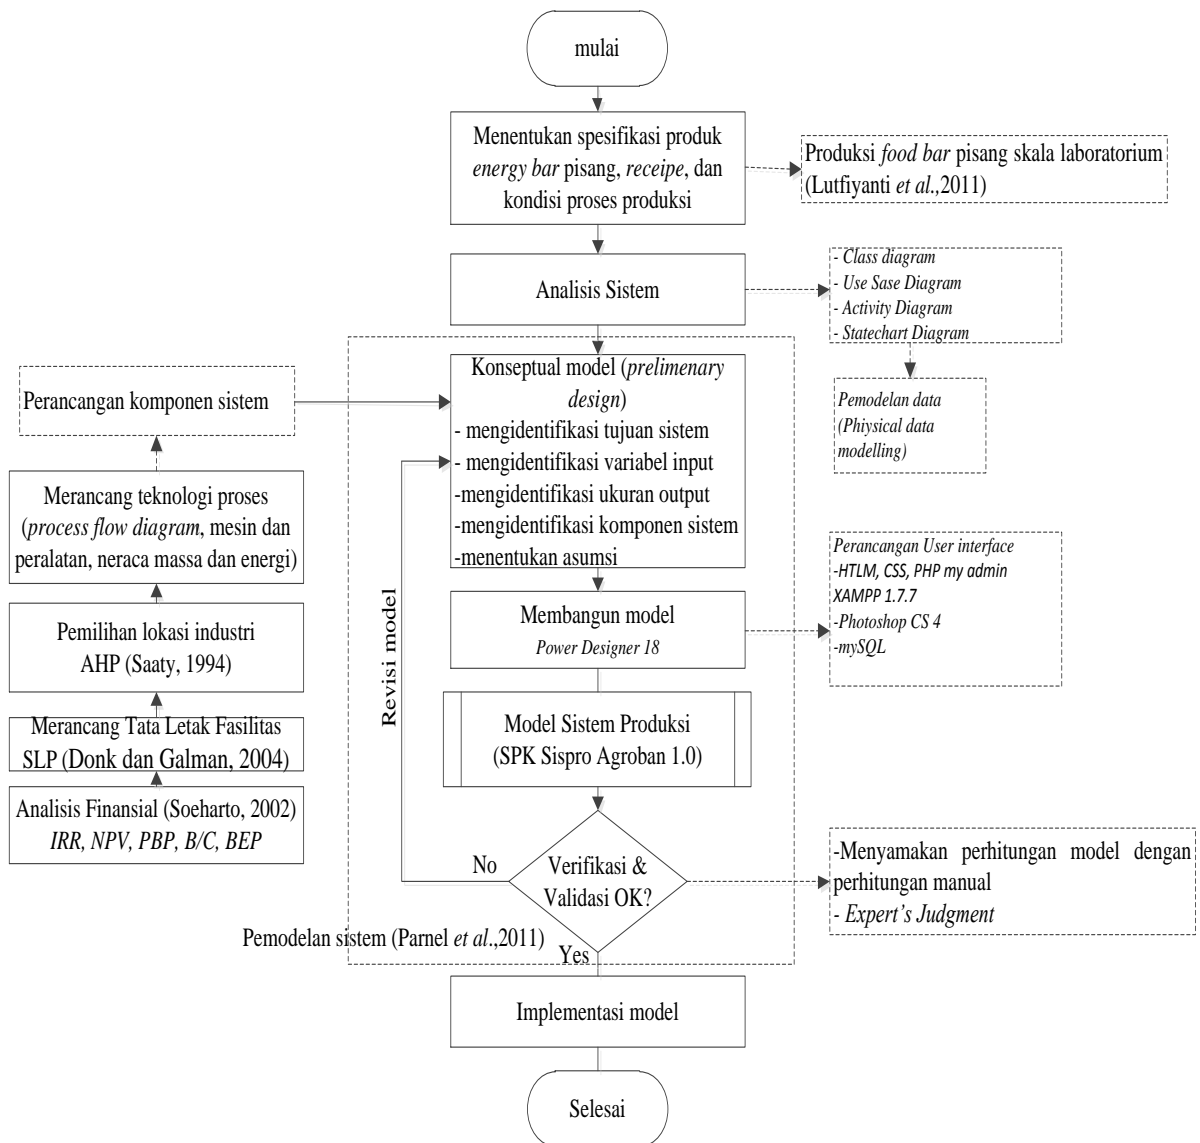 mulai
Menentukan spesifikasi produk
energy bar pisang, receipe, dan
kondisi proses produksi
Produksi food bar pisang skala laboratorium
(Lutfiyanti et al.,2011)
Analisis Sistem
- Class diagram
- Use Sase Diagram
- Activity Diagram
- Statechart Diagram
Pemodelan data
(Phiysical data
modelling)
Konseptual model (prelimenary
design)
- mengidentifikasi tujuan sistem
- mengidentifikasi variabel input
-mengidentifikasi ukuran output
-mengidentifikasi komponen sistem
-menentukan asumsi
Perancangan komponen sistem
Merancang teknologi proses
(process flow diagram, mesin dan
peralatan, neraca massa dan energi)
Pemilihan lokasi industri
AHP (Saaty, 1994)
Merancang Tata Letak Fasilitas
SLP (Donk dan Galman, 2004)
Analisis Finansial (Soeharto, 2002)
IRR, NPV, PBP, B/C, BEP
Revisi model
Membangun model
Power Designer 18
Perancangan User interface
-HTLM, CSS, PHP my admin
XAMPP 1.7.7
-Photoshop CS 4
-mySQL
Model Sistem Produksi
(SPK Sispro Agroban 1.0)
No
Verifikasi &
Validasi OK?
-Menyamakan perhitungan model dengan
perhitungan manual
- Expert's Judgment
Pemodelan sistem (Parnel et al.,2011)
Yes
Implementasi model
Selesai